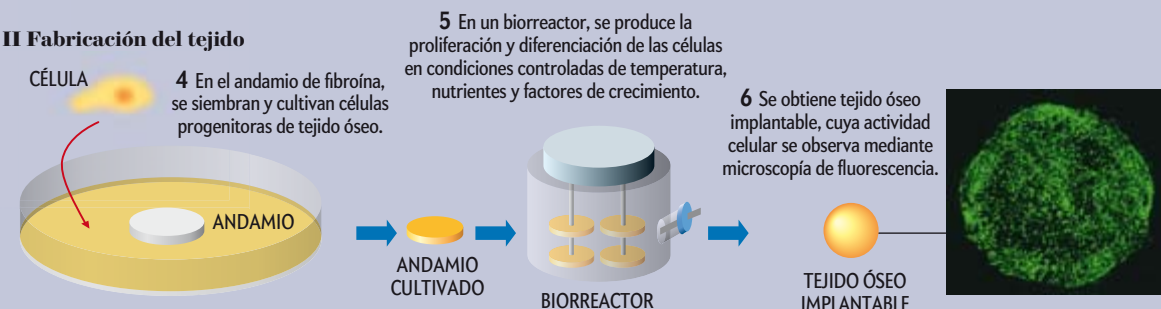 II Fabricación del tejido
CÉLULA
4 En el andamio de fibroína,
se siembran y cultivan células
progenitoras de tejido óseo.
ANDAMIO
ANDAMIO
CULTIVADO
5 En un biorreactor, se produce la
proliferación y diferenciación de las células
en condiciones controladas de temperatura,
nutrientes y factores de crecimiento.
BIORREACTOR
6 Se obtiene tejido óseo
implantable, cuya actividad
celular se observa mediante
microscopía de fluorescencia.
TEJIDO ÓSEO
IMPLANTABLE